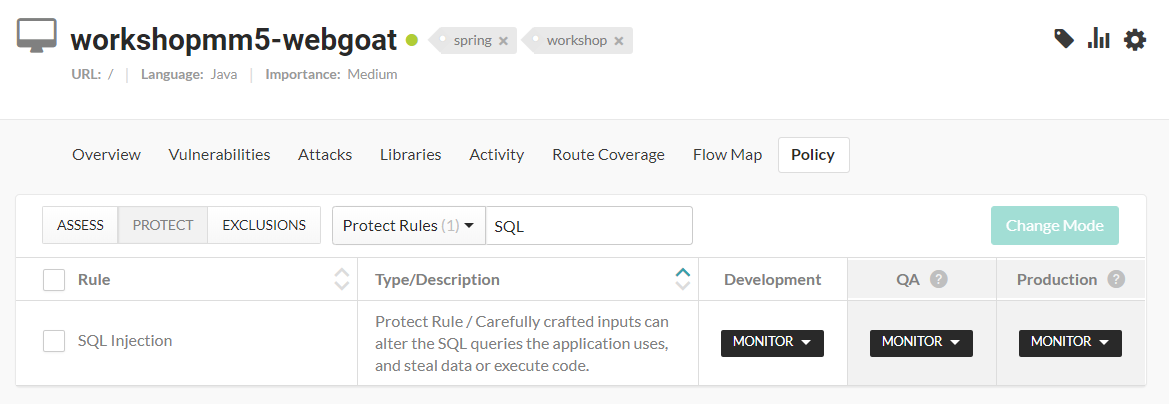 workshopmm5-webgoat spring × workshop ×
URL: / | Language: Java | Importance: Medium
Overview Vulnerabilities Attacks Libraries Activity Route Coverage Flow Map Policy
ASSESS PROTECT EXCLUSIONS Protect Rules (1) SQL Change Mode
Rule Type/Description Development QA ? Production ?
SQL Injection
Protect Rule / Carefully crafted inputs can
alter the SQL queries the application uses,
and steal data or execute code.
MONITOR MONITOR MONITOR